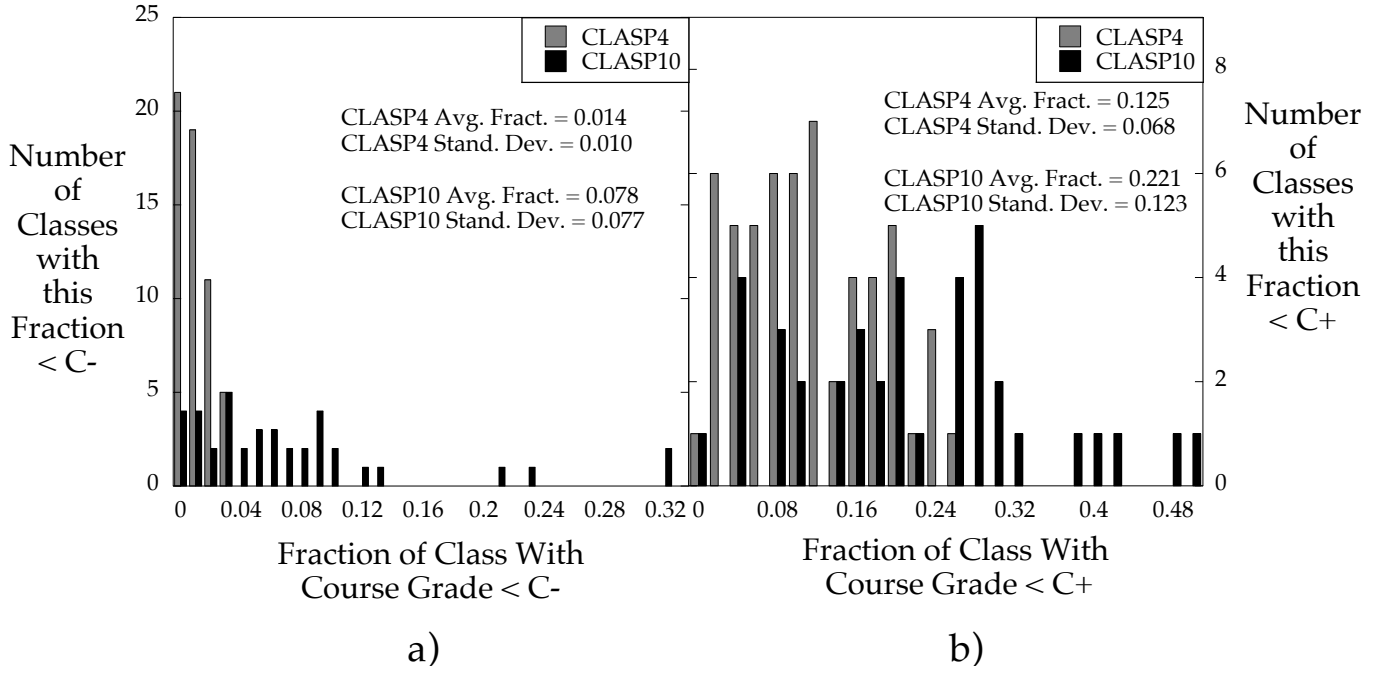 25
20
15
10
5
0
Number
of
Classes
with
this
Fraction
< C-
CLASP4
CLASP10
CLASP4 Avg. Fract. = 0.014
CLASP4 Stand. Dev. = 0.010
CLASP10 Avg. Fract. = 0.078
CLASP10 Stand. Dev. = 0.077
0 0.04 0.08 0.12 0.16 0.2 0.24 0.28 0.32
Fraction of Class With
Course Grade < C-
a)
CLASP4
CLASP10
CLASP4 Avg. Fract. = 0.125
CLASP4 Stand. Dev. = 0.068
CLASP10 Avg. Fract. = 0.221
CLASP10 Stand. Dev. = 0.123
8
6
4
2
0
Number
of
Classes
with
this
Fraction
< C+
0 0.08 0.16 0.24 0.32 0.4 0.48
Fraction of Class With
Course Grade < C+
b)